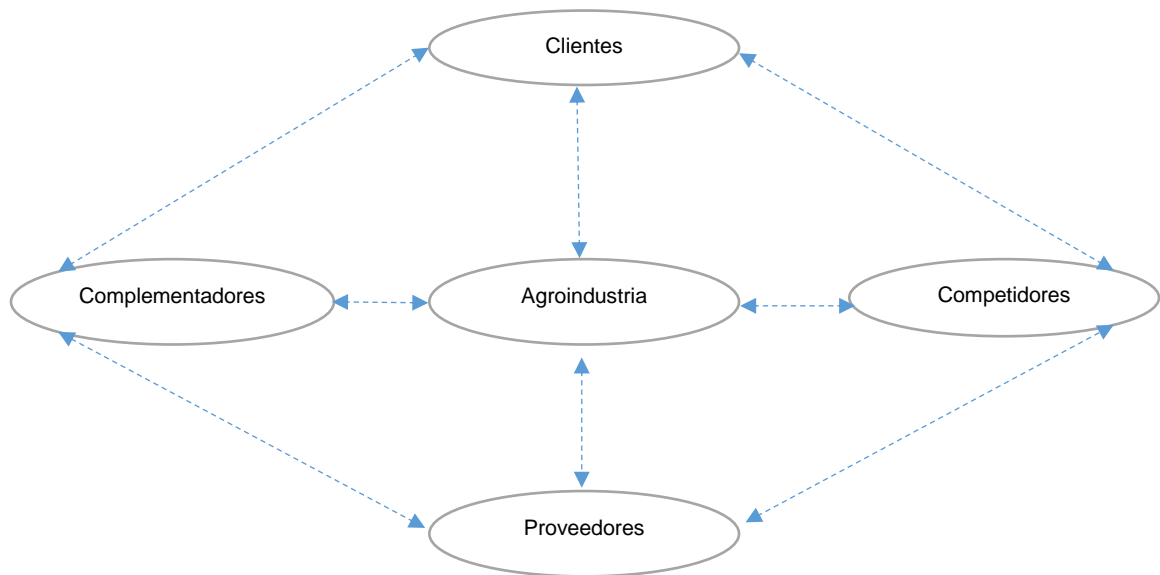 Clientes
Complementadores
Agroindustria
Competidores
Proveedores